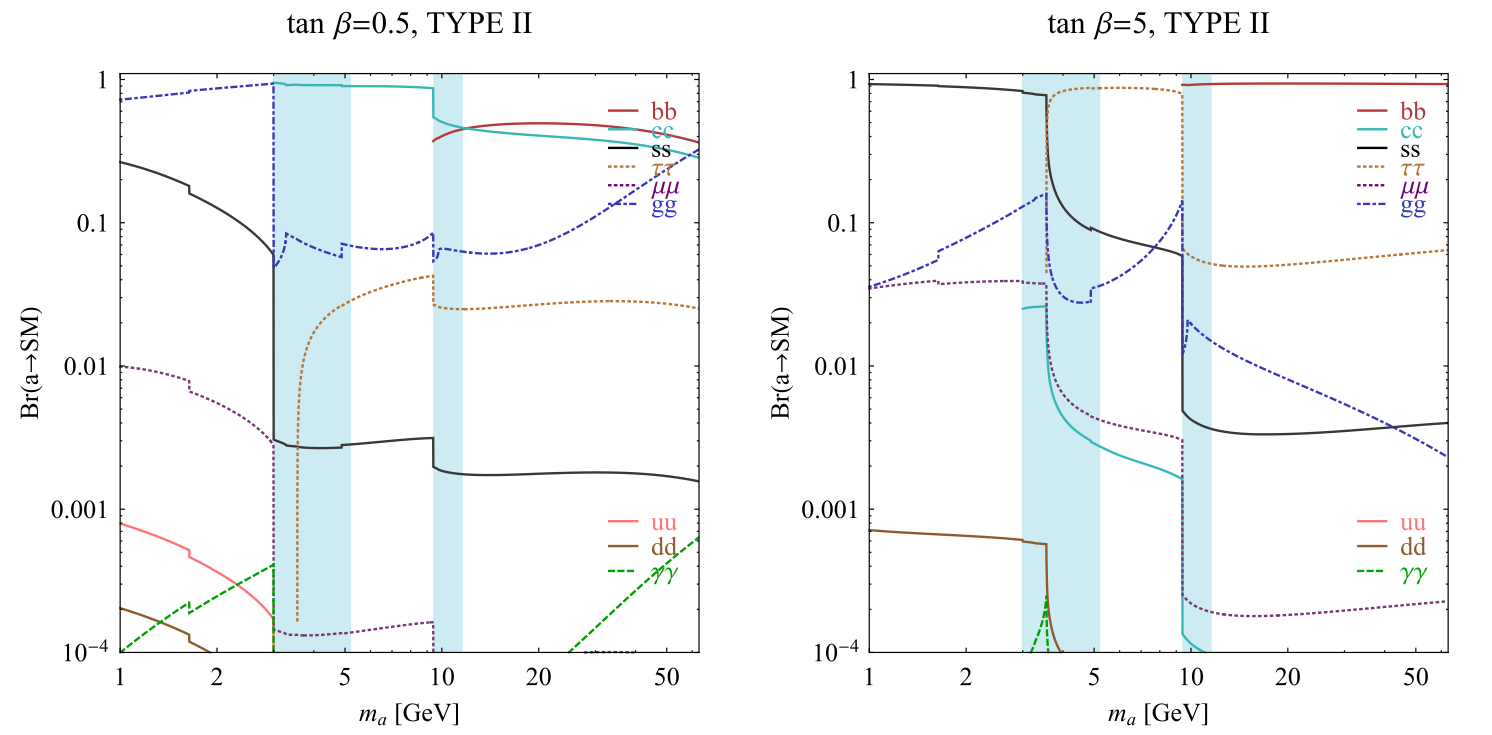 tan β=0.5, TYPE II
Br(a→SM)
1
0.1
0.01
0.001
10−4
bb
cc
ss
ττ
μμ
gg
uu
dd
γγ
1 2 5 10 20 50
ma [GeV]
tan β=5, TYPE II
Br(a→SM)
1
0.1
0.01
0.001
10−4
bb
cc
ss
ττ
μμ
gg
uu
dd
γγ
1 2 5 10 20 50
ma [GeV]